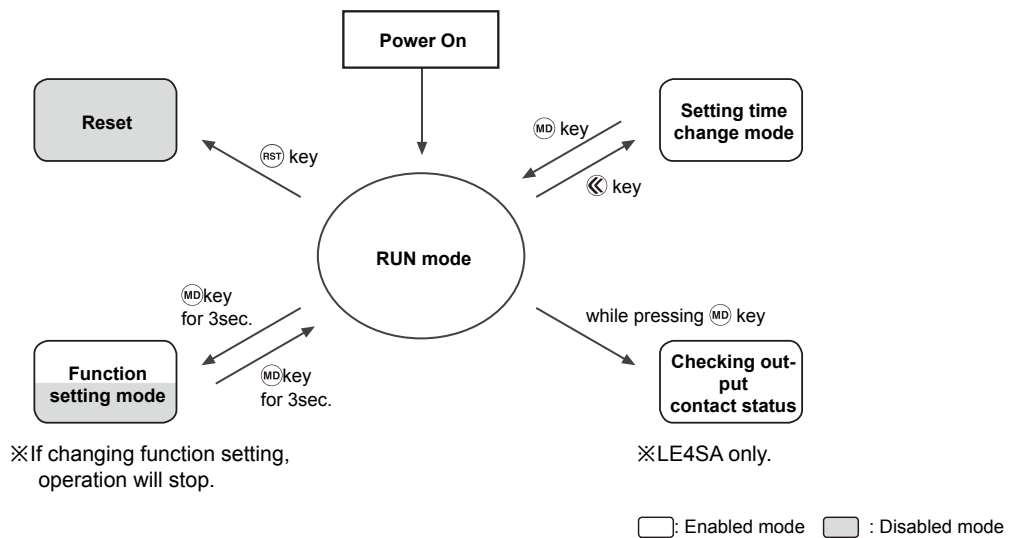 Power On
Reset
Setting time
change mode
MD key
RST key
« key
RUN mode
MDkey
for 3sec.
while pressing MD key
Function
setting mode
MDkey
for 3sec.
Checking out-
put
contact status
※If changing function setting,
operation will stop.
※LE4SA only.
: Enabled mode
: Disabled mode